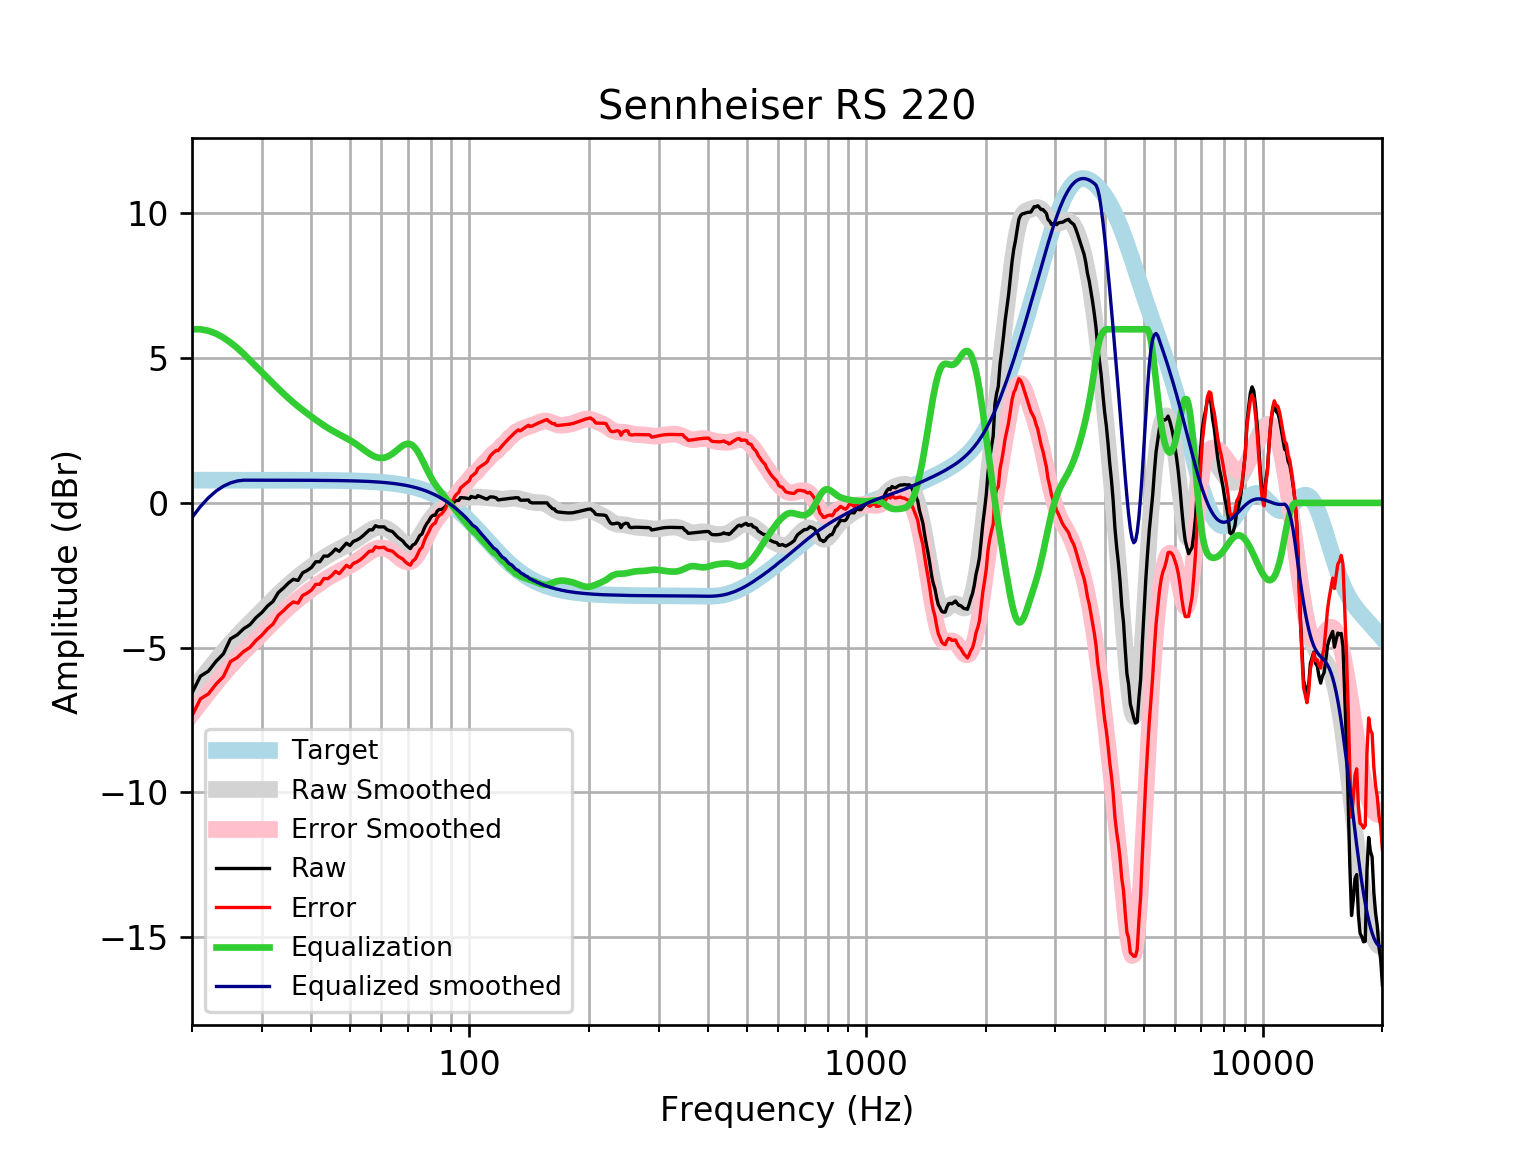 Sennheiser RS 220
Amplitude (dBr)
10
5
0
−5
−10
−15
Target
Raw Smoothed
Error Smoothed
Raw
Error
Equalization
Equalized smoothed
100
1000
10000
Frequency (Hz)